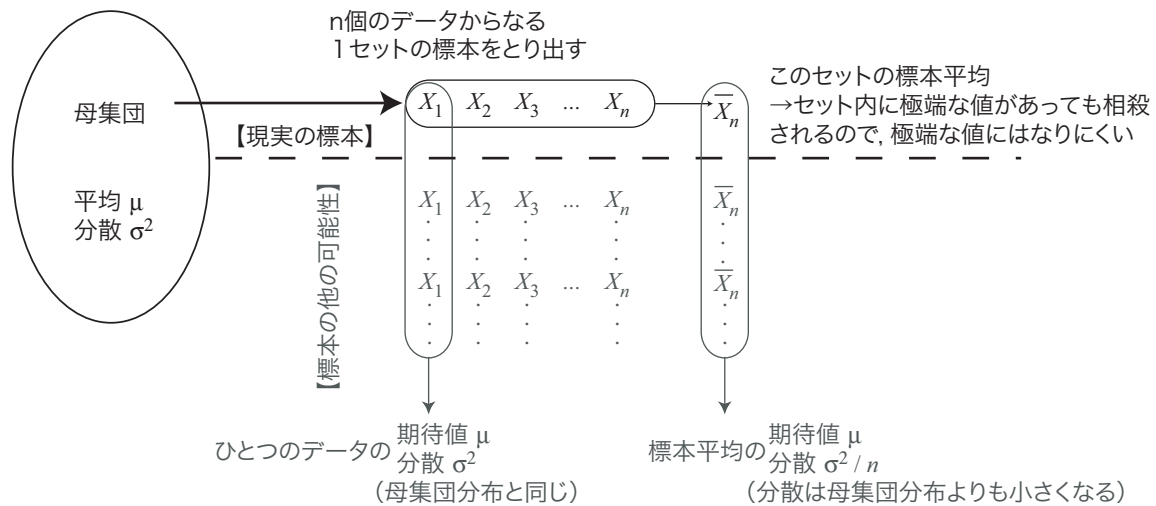 n個のデータからなる
1セットの標本をとり出す
母集団
平均 μ
分散 σ²
【現実の標本】
X₁ X₂ X₃ ... Xₙ
X̅ₙ
このセットの標本平均
→セット内に極端な値があっても相殺
されるので, 極端な値にはなりにくい
【標本の他の可能性】
X₁ X₂ X₃ ... Xₙ X̅ₙ
X₁ X₂ X₃ ... Xₙ X̅ₙ
ひとつのデータの 期待値 μ
分散 σ²
（母集団分布と同じ）
標本平均の 期待値 μ
分散 σ² / n
（分散は母集団分布よりも小さくなる）